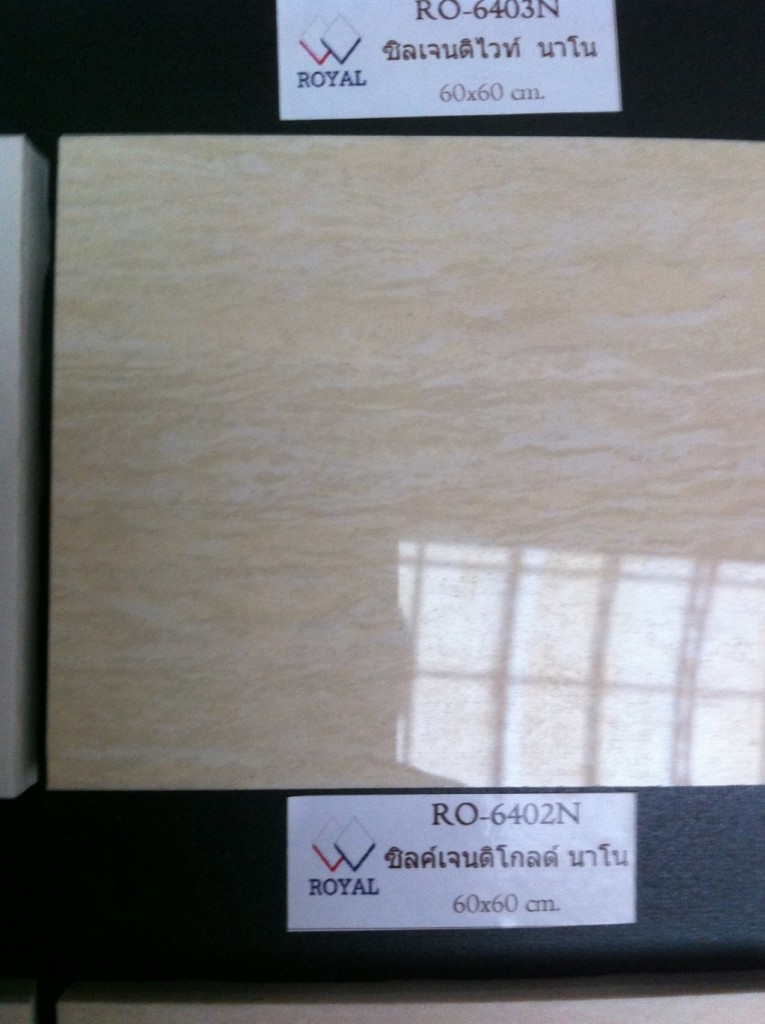 RO-6403N
ซิลเจนติไวท์ นาโน
ROYAL
60x60 cm.
RO-6402N
ซิลค์เจนติโกลด์ นาโน
ROYAL
60x60 cm.